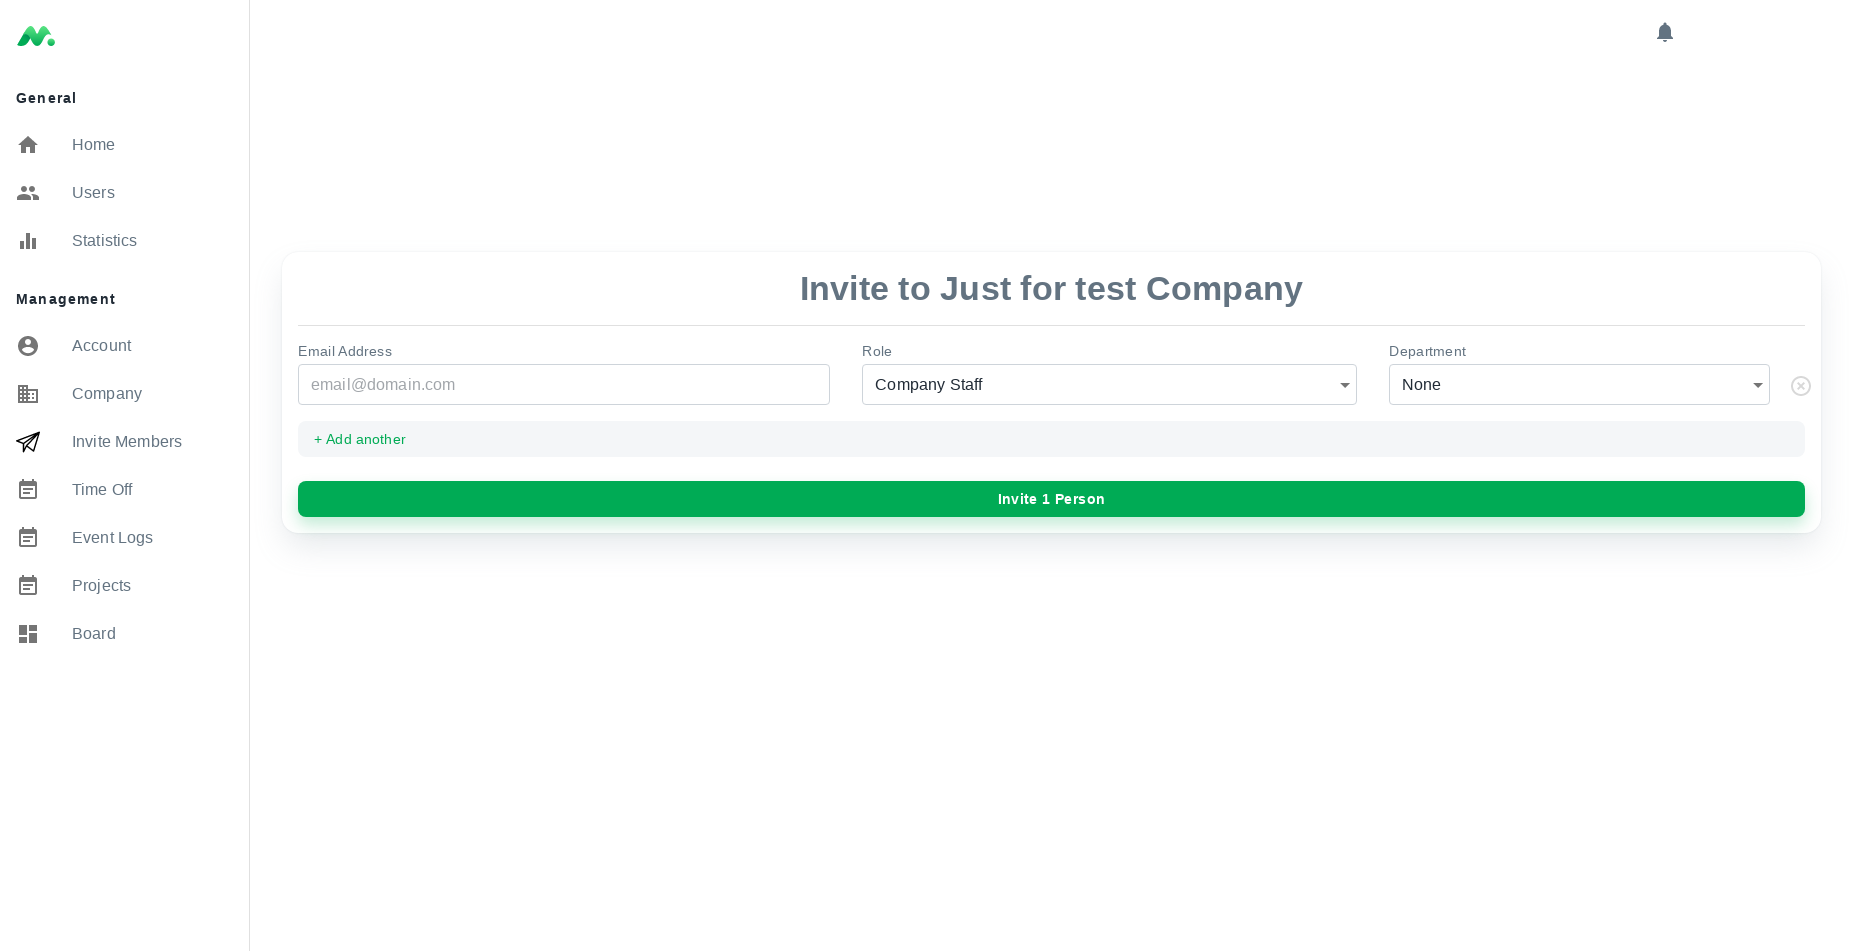 General
Home
Users
Statistics
Management
Account
Company
Invite Members
Time Off
Event Logs
Projects
Board
Invite to Just for test Company
Email Address
email@domain.com
Role
Company Staff
Department
None
+ Add another
Invite 1 Person